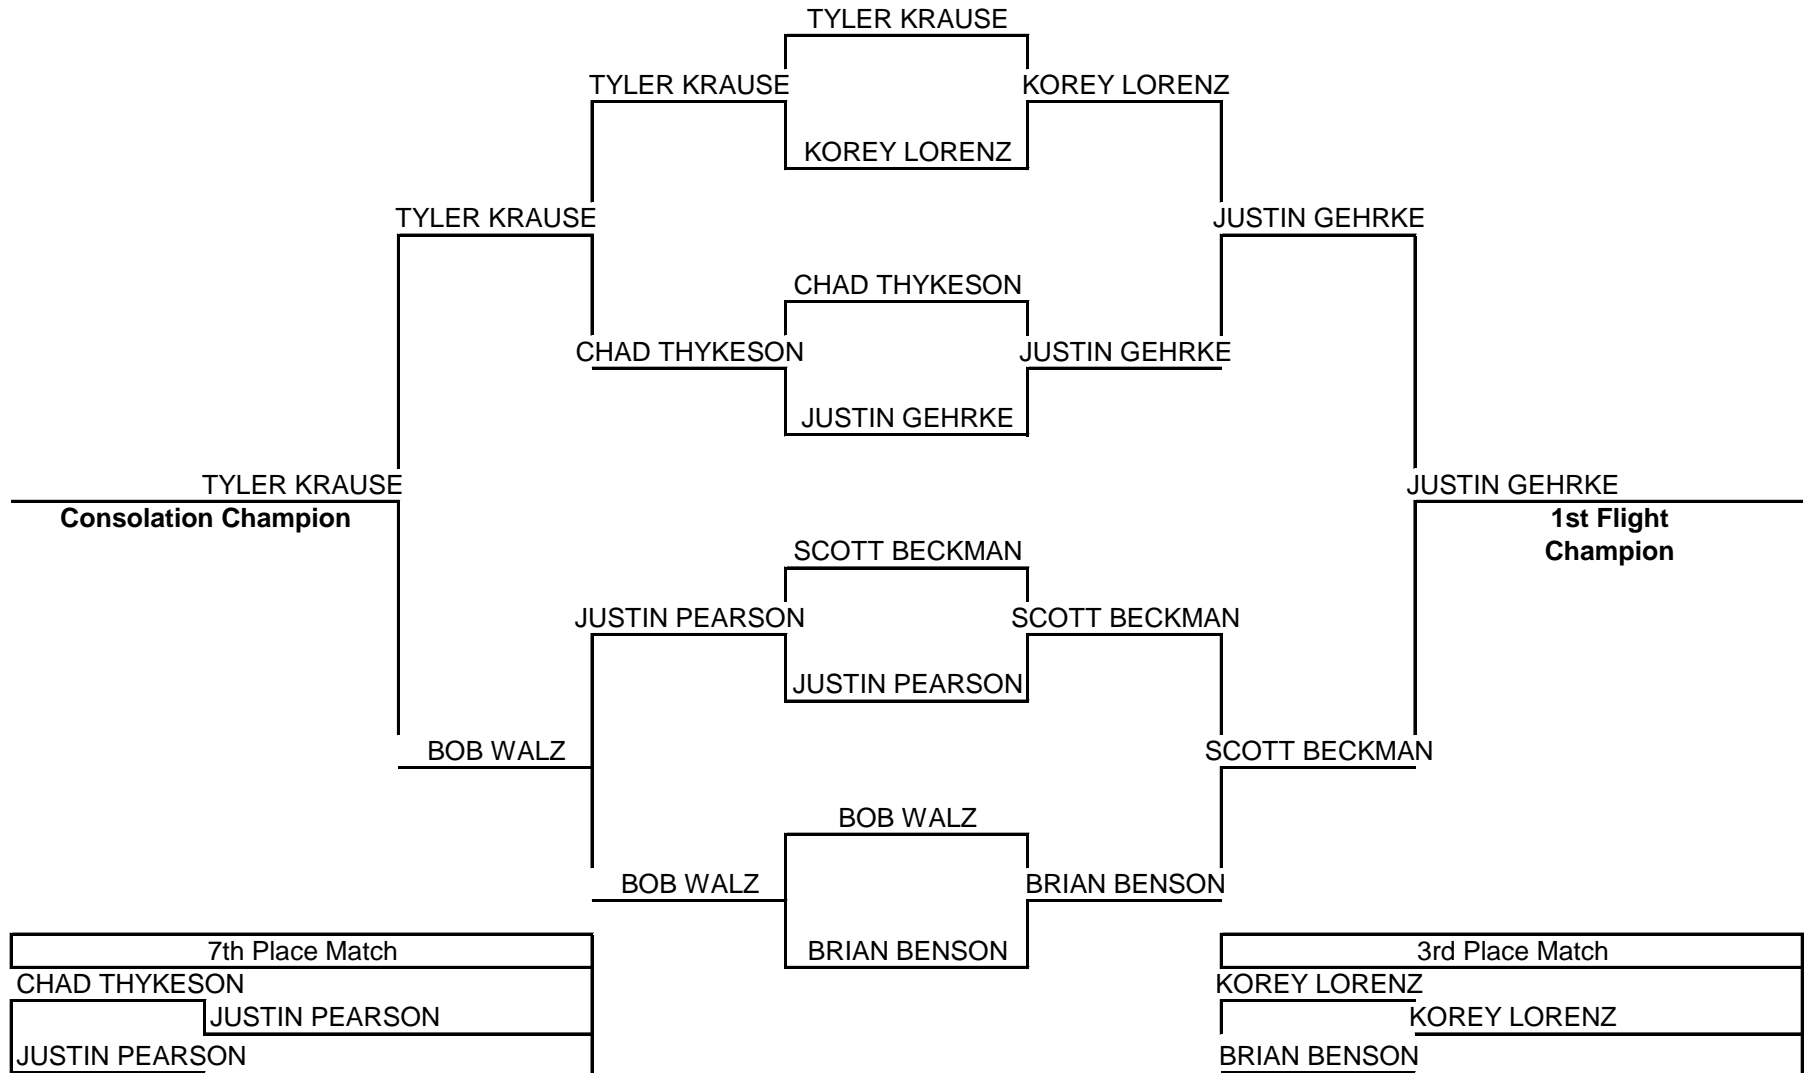 TYLER KRAUSE
TYLER KRAUSE KOREY LORENZ
KOREY LORENZ
TYLER KRAUSE JUSTIN GEHRKE
CHAD THYKESON
CHAD THYKESON JUSTIN GEHRKE
JUSTIN GEHRKE
TYLER KRAUSE JUSTIN GEHRKE
Consolation Champion 1st Flight
Champion
SCOTT BECKMAN
JUSTIN PEARSON SCOTT BECKMAN
JUSTIN PEARSON
BOB WALZ SCOTT BECKMAN
BOB WALZ
BOB WALZ BRIAN BENSON
7th Place Match BRIAN BENSON 3rd Place Match
CHAD THYKESON KOREY LORENZ
JUSTIN PEARSON KOREY LORENZ
JUSTIN PEARSON BRIAN BENSON